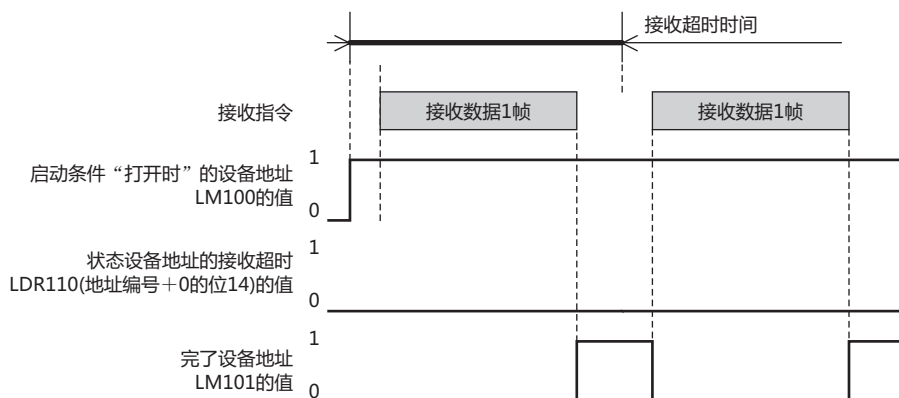 接收超时时间
接收指令
接收数据1帧
接收数据1帧
启动条件“打开时”的设备地址
LM100的值
1
0
状态设备地址的接收超时
LDR110(地址编号＋0的位14)的值
1
0
完了设备地址
LM101的值
1
0